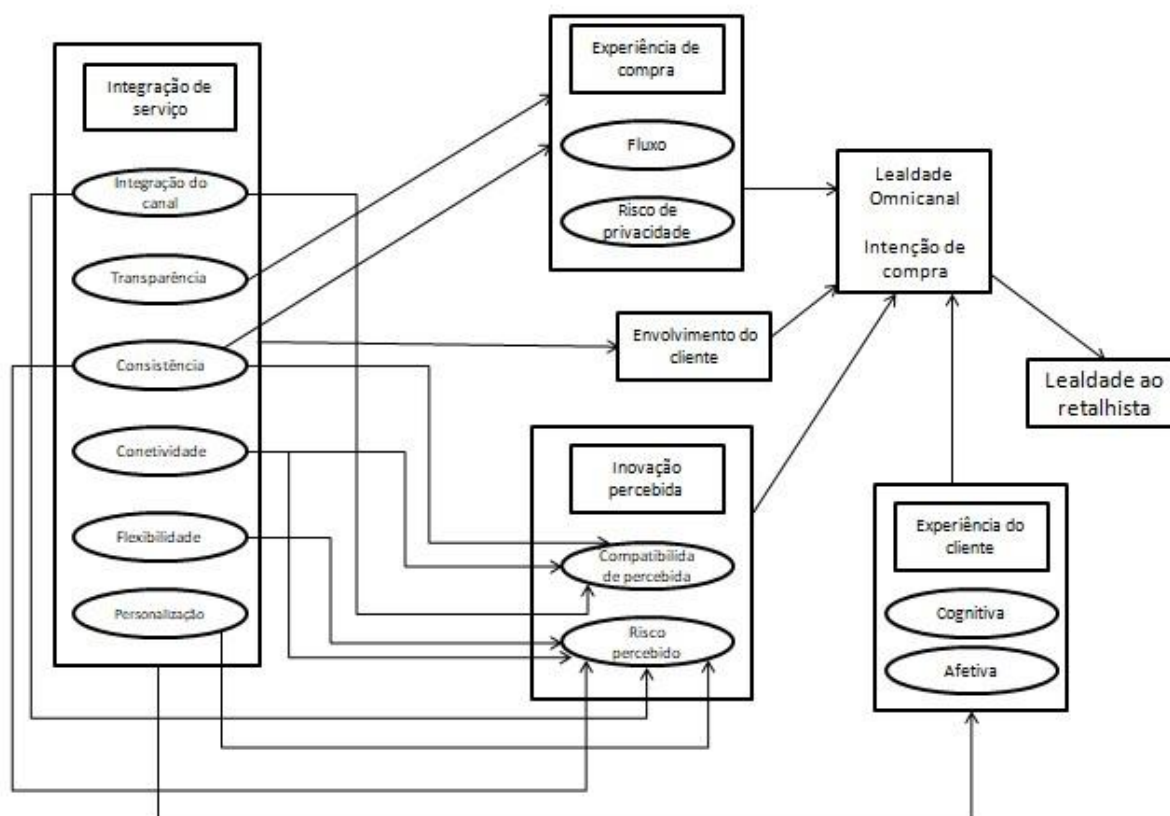 Integração de
serviço
Integração do
canal
Transparência
Consistência
Conetividade
Flexibilidade
Personalização
Experiência de
compra
Fluxo
Risco de
privacidade
Envolvimento do
cliente
Inovação
percebida
Compatibilida
de percebida
Risco
percebido
Lealdade
Omnicanal
Intenção de
compra
Lealdade ao
retalhista
Experiência do
cliente
Cognitiva
Afetiva